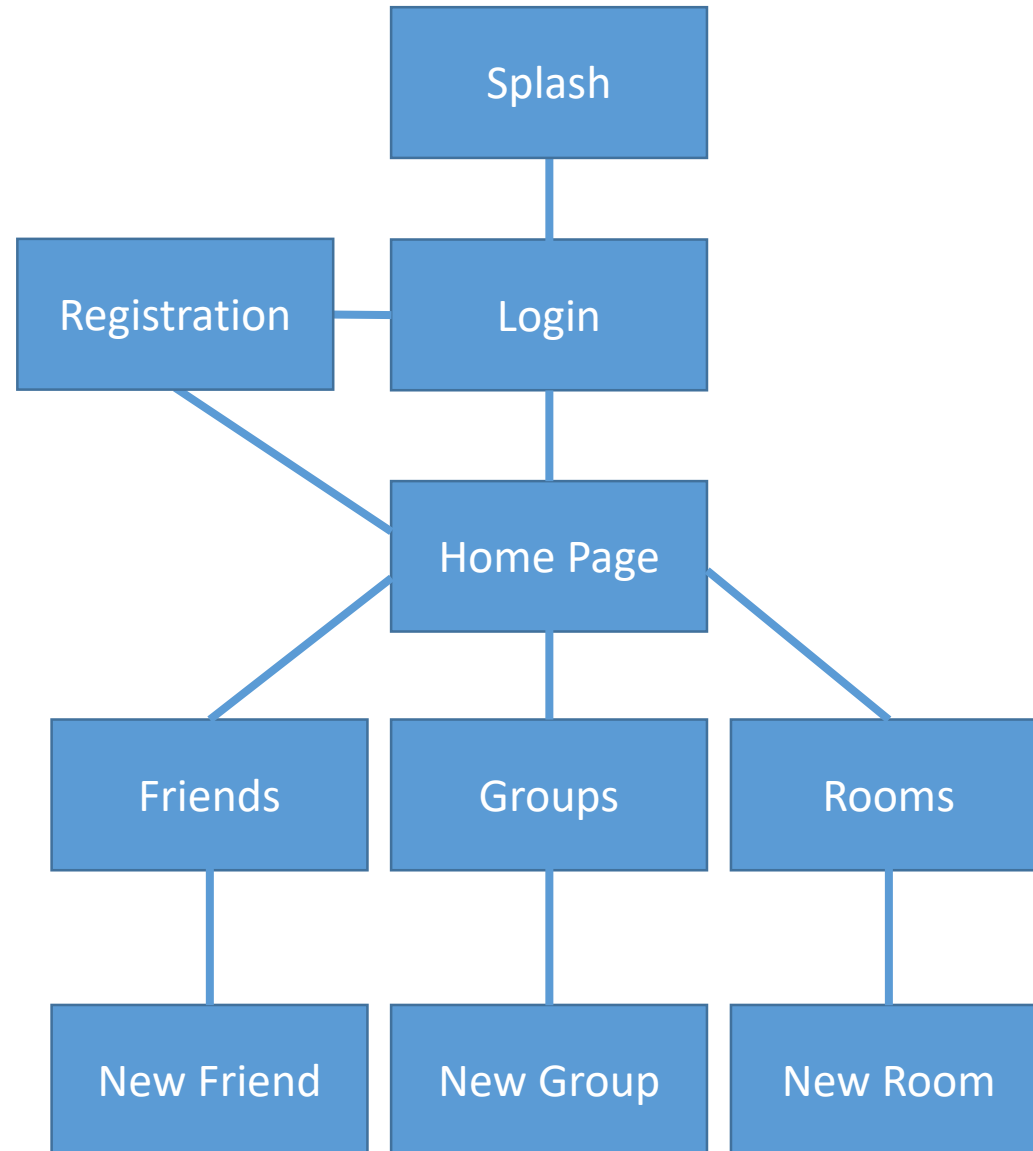 Splash
Registration
Login
Home Page
Friends
Groups
Rooms
New Friend
New Group
New Room